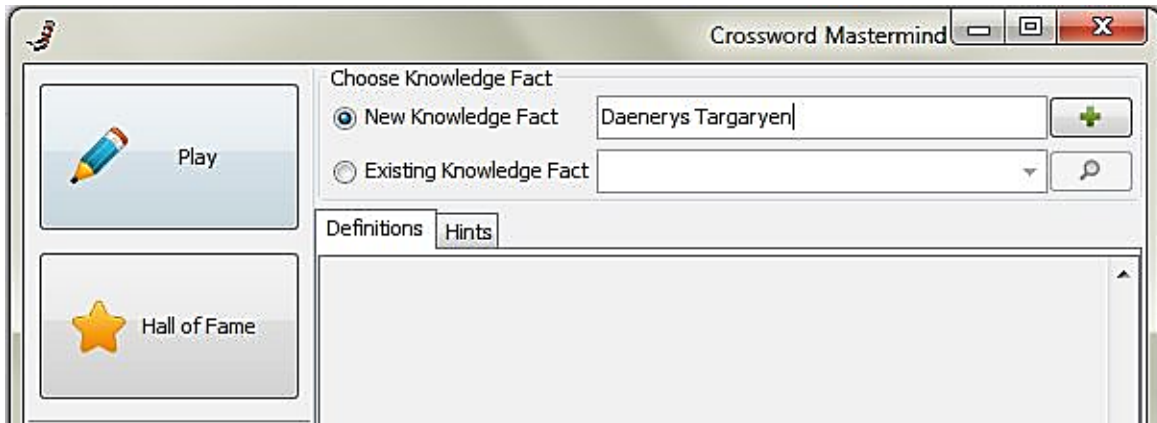 Crossword Mastermind
Play
Hall of Fame
Choose Knowledge Fact
New Knowledge Fact Daenerys Targaryen
Existing Knowledge Fact
Definitions Hints